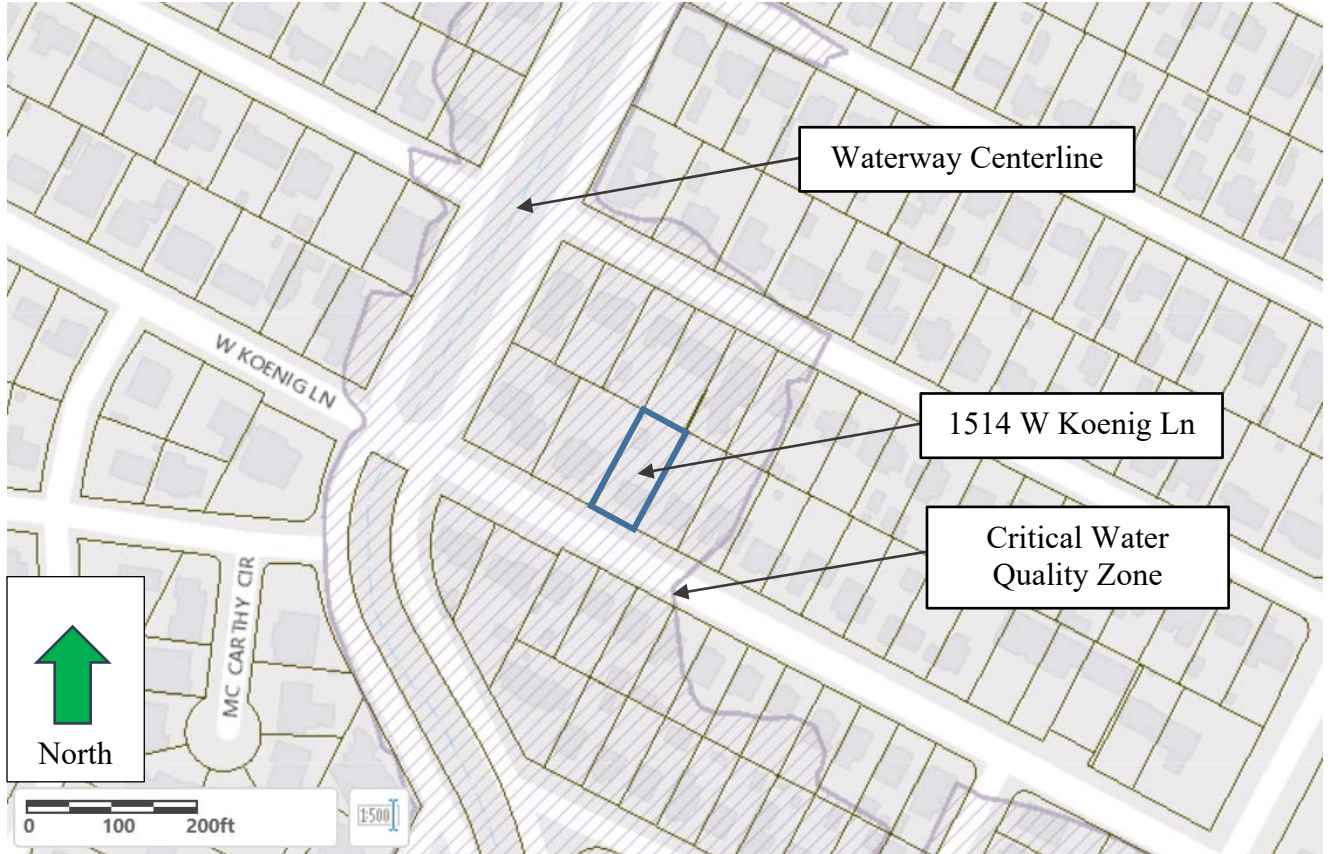 Waterway Centerline
W KOENIG LN
1514 W Koenig Ln
Critical Water
Quality Zone
MC CARTHY CIR
North
0 100 200ft
1:500